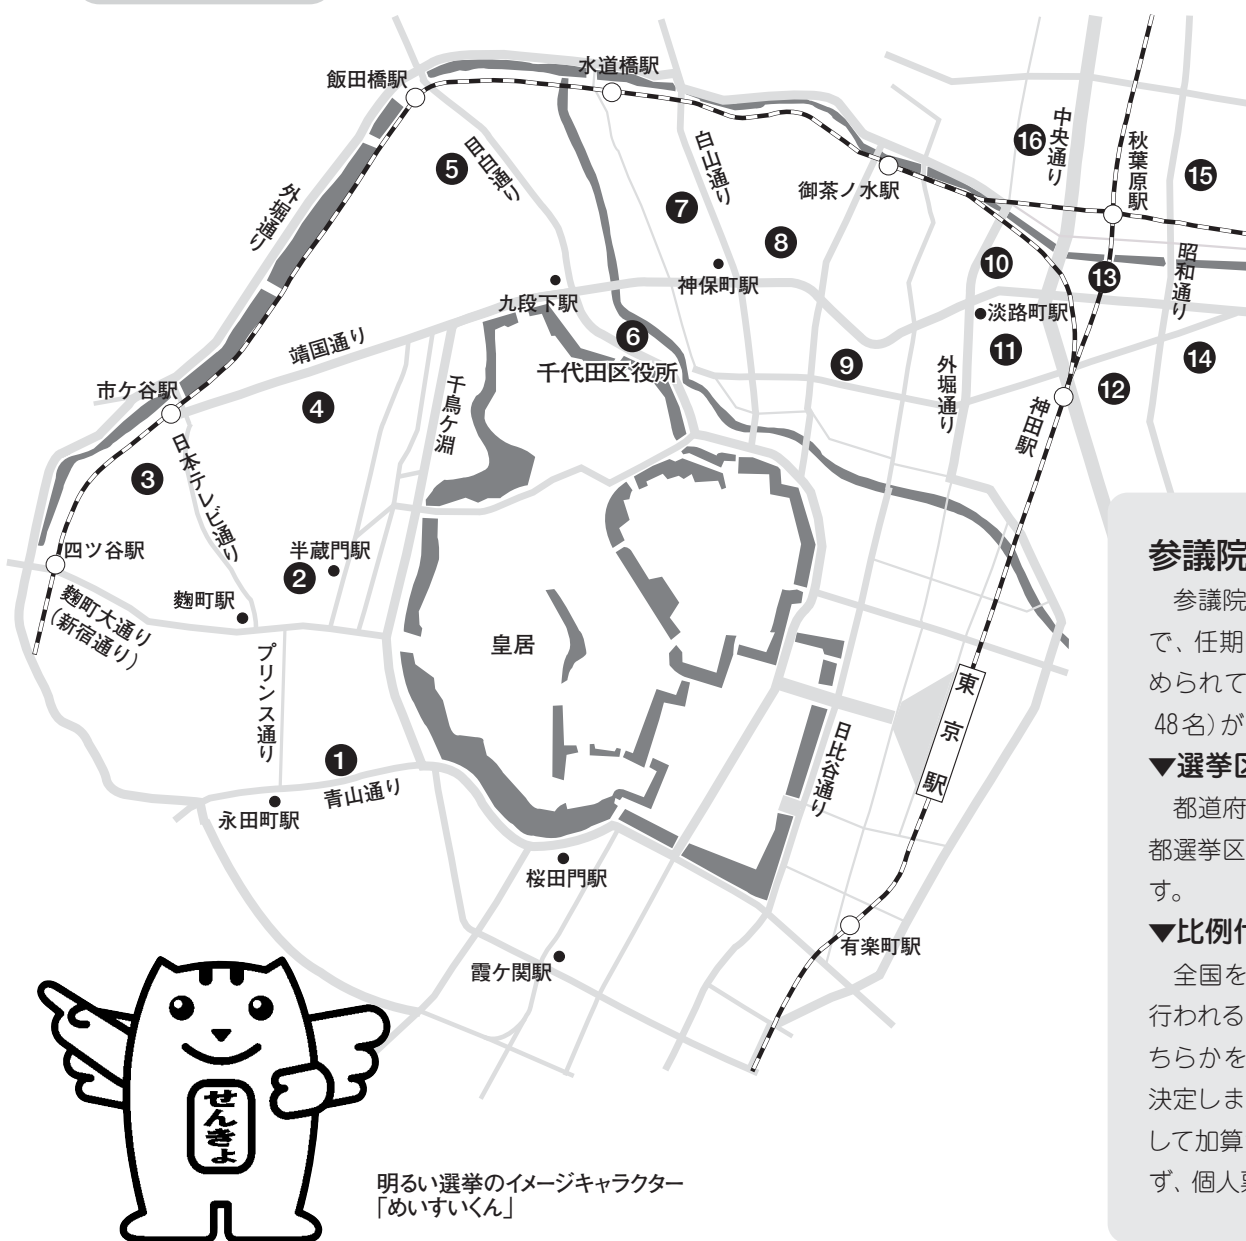 飯田橋駅
水道橋駅
外堀通り
目白通り
白山通り
御茶ノ水駅
中央通り
秋葉原駅
昭和通り
⓰
⓯
❺
❼
❽
❿
⓭
九段下駅
神保町駅
淡路町駅
靖国通り
❻
千代田区役所
❾
⓫
⓮
外堀通り
⓬
神田駅
市ケ谷駅
❹
千鳥ケ淵
❸
日本テレビ通り
四ツ谷駅
半蔵門駅
❷
麴町駅
麴町大通り
(新宿通り)
プリンス通り
皇居
東京駅
日比谷通り
❶
青山通り
永田町駅
桜田門駅
霞ケ関駅
有楽町駅
せんきょ
明るい選挙のイメージキャラクター
「めいすいくん」
参議院
参議院
で、任期
められて
48名)が
▼選挙区
都道府
都選挙区
す。
▼比例代
全国を
行われる
ちらかを
決定しま
して加算
ず、個人票